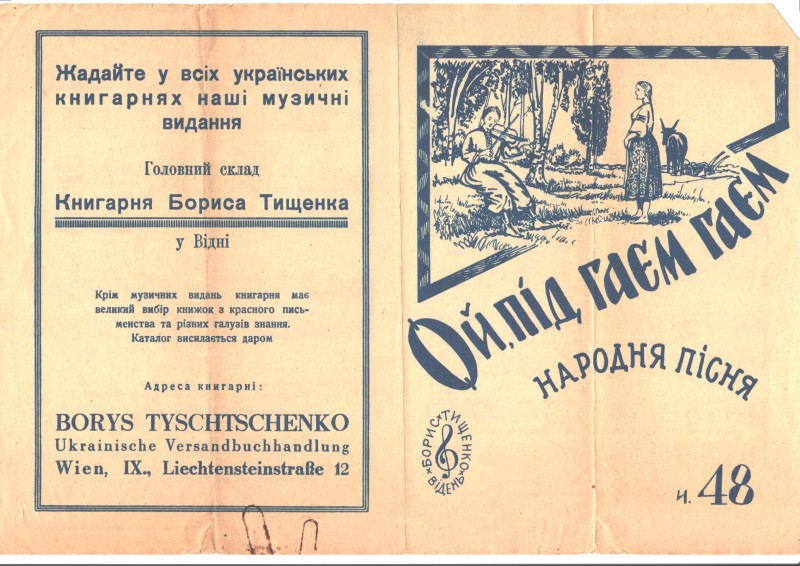 Жадайте у всіх українських
книгарнях наші музичні
видання
Головний склад
Книгарня Бориса Тищенка
у Відні
Крім музичних видань книгарня має
великий вибір книжок з красного пись-
менства та різних галузів знання.
Каталог висилається даром
Адреса книгарні:
BORYS TYSCHTSCHENKO
Ukrainische Versandbuchhandlung
Wien, IX., Liechtensteinstraße 12
Ой, під гаєм гаєм
НАРОДНЯ ПІСНЯ
БОРИС ТИЩЕНКО
ВІДЕНЬ
ч. 48